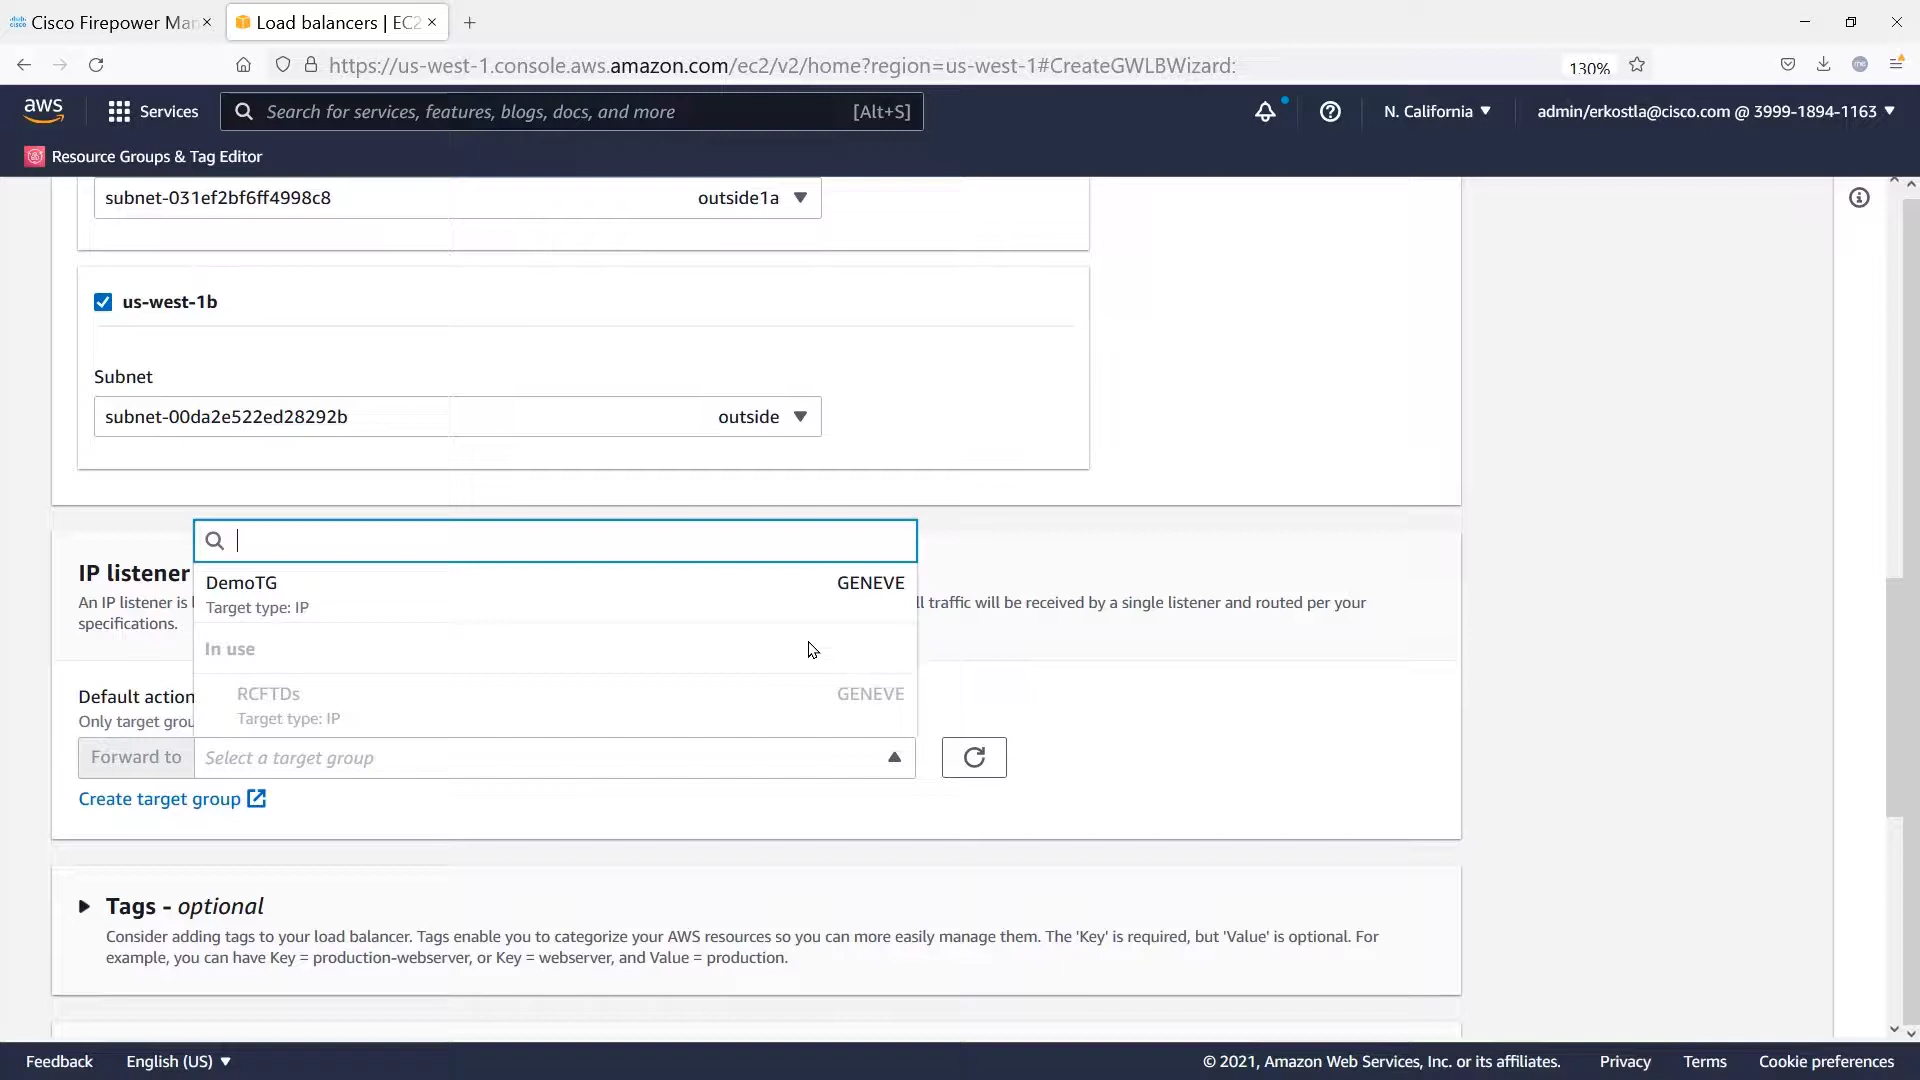 Cisco Firepower Man
Load balancers | EC2
https://us-west-1.console.aws.amazon.com/ec2/v2/home?region=us-west-1#CreateGWLBWizard:
130%
aws
Services
Search for services, features, blogs, docs, and more
[Alt+S]
N. California
admin/erkostla@cisco.com @ 3999-1894-1163
Resource Groups & Tag Editor
subnet-031ef2bf6ff4998c8
outside1a
us-west-1b
Subnet
subnet-00da2e522ed28292b
outside
DemoTG
GENEVE
Target type: IP
In use
RCFTDs
GENEVE
Target type: IP
IP listener
An IP listener is
ll traffic will be received by a single listener and routed per your
specifications.
Default action
Only target grou
Forward to
Select a target group
Create target group
Tags - optional
Consider adding tags to your load balancer. Tags enable you to categorize your AWS resources so you can more easily manage them. The 'Key' is required, but 'Value' is optional. For
example, you can have Key = production-webserver, or Key = webserver, and Value = production.
Feedback
English (US)
© 2021, Amazon Web Services, Inc. or its affiliates.
Privacy
Terms
Cookie preferences